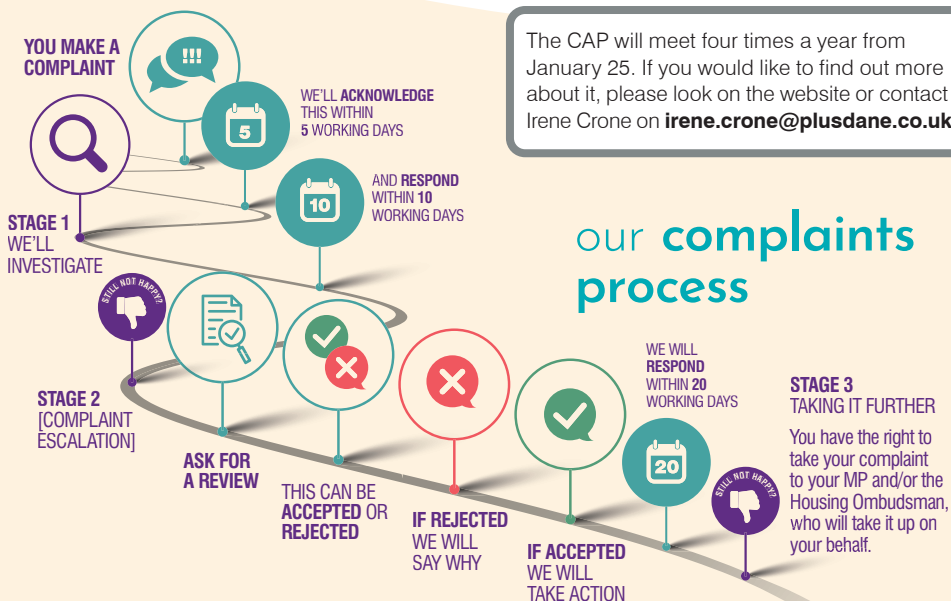 YOU MAKE A
COMPLAINT
!!!
WE'LL ACKNOWLEDGE
THIS WITHIN
5 WORKING DAYS
5
STAGE 1
WE'LL
INVESTIGATE
AND RESPOND
WITHIN 10
WORKING DAYS
10
The CAP will meet four times a year from
January 25. If you would like to find out more
about it, please look on the website or contact
Irene Crone on irene.crone@plusdane.co.uk
our complaints
process
STILL NOT HAPPY?
STAGE 2
[COMPLAINT
ESCALATION]
ASK FOR
A REVIEW
THIS CAN BE
ACCEPTED OR
REJECTED
IF REJECTED
WE WILL
SAY WHY
IF ACCEPTED
WE WILL
TAKE ACTION
WE WILL
RESPOND
WITHIN 20
WORKING DAYS
20
STILL NOT HAPPY?
STAGE 3
TAKING IT FURTHER
You have the right to
take your complaint
to your MP and/or the
Housing Ombudsman,
who will take it up on
your behalf.